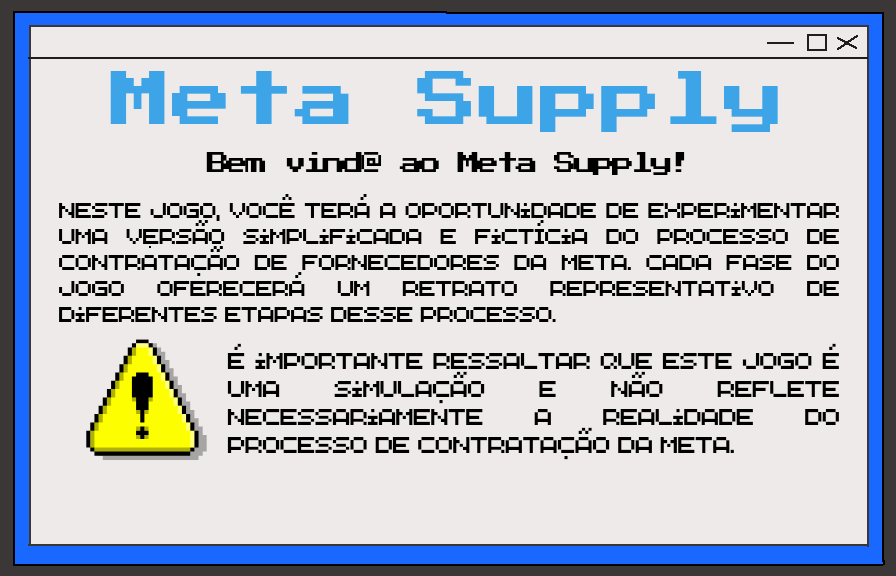 Meta Supply
Bem vind@ ao Meta Supply!
NESTE JOGO, VOCÊ TERÁ A OPORTUNiDADE DE EXPERiMENTAR
UMA VERSÃO SiMPLiFiCADA E FiCTÍCiA DO PROCESSO DE
CONTRATAÇÃO DE FORNECEDORES DA META. CADA FASE DO
JOGO OFERECERÁ UM RETRATO REPRESENTATiVO DE
DiFERENTES ETAPAS DESSE PROCESSO.
É iMPORTANTE RESSALTAR QUE ESTE JOGO É
UMA SiMULAÇÃO E NÃO REFLETE
NECESSARiAMENTE A REALiDADE DO
PROCESSO DE CONTRATAÇÃO DA META.